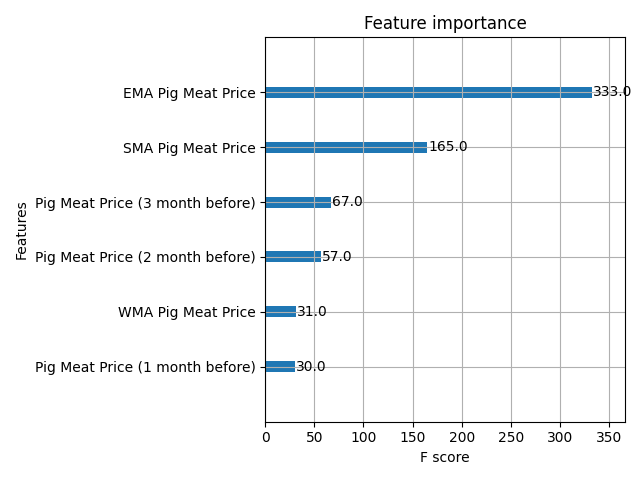 Feature importance
Features
EMA Pig Meat Price
333.0
SMA Pig Meat Price
165.0
Pig Meat Price (3 month before)
67.0
Pig Meat Price (2 month before)
57.0
WMA Pig Meat Price
31.0
Pig Meat Price (1 month before)
30.0
0 50 100 150 200 250 300 350
F score